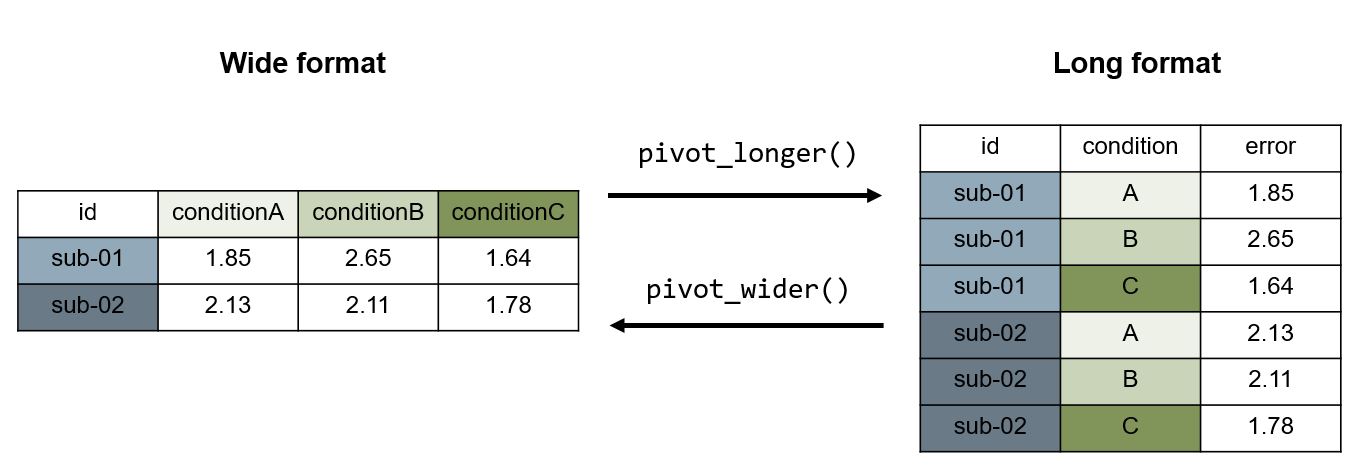 Wide format
id conditionA conditionB conditionC
sub-01 1.85 2.65 1.64
sub-02 2.13 2.11 1.78
pivot_longer()
pivot_wider()
Long format
id condition error
sub-01 A 1.85
sub-01 B 2.65
sub-01 C 1.64
sub-02 A 2.13
sub-02 B 2.11
sub-02 C 1.78